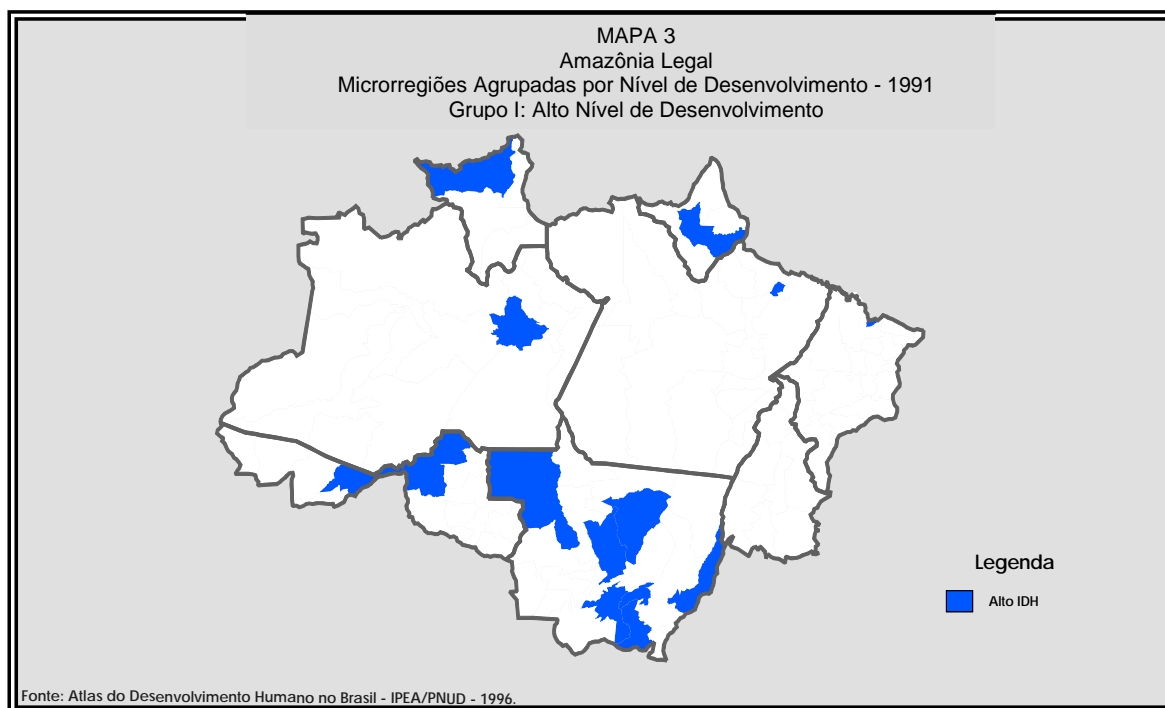 MAPA 3
Amazônia Legal
Microrregiões Agrupadas por Nível de Desenvolvimento - 1991
Grupo I: Alto Nível de Desenvolvimento
Legenda
Alto IDH
Fonte: Atlas do Desenvolvimento Humano no Brasil - IPEA/PNUD - 1996.